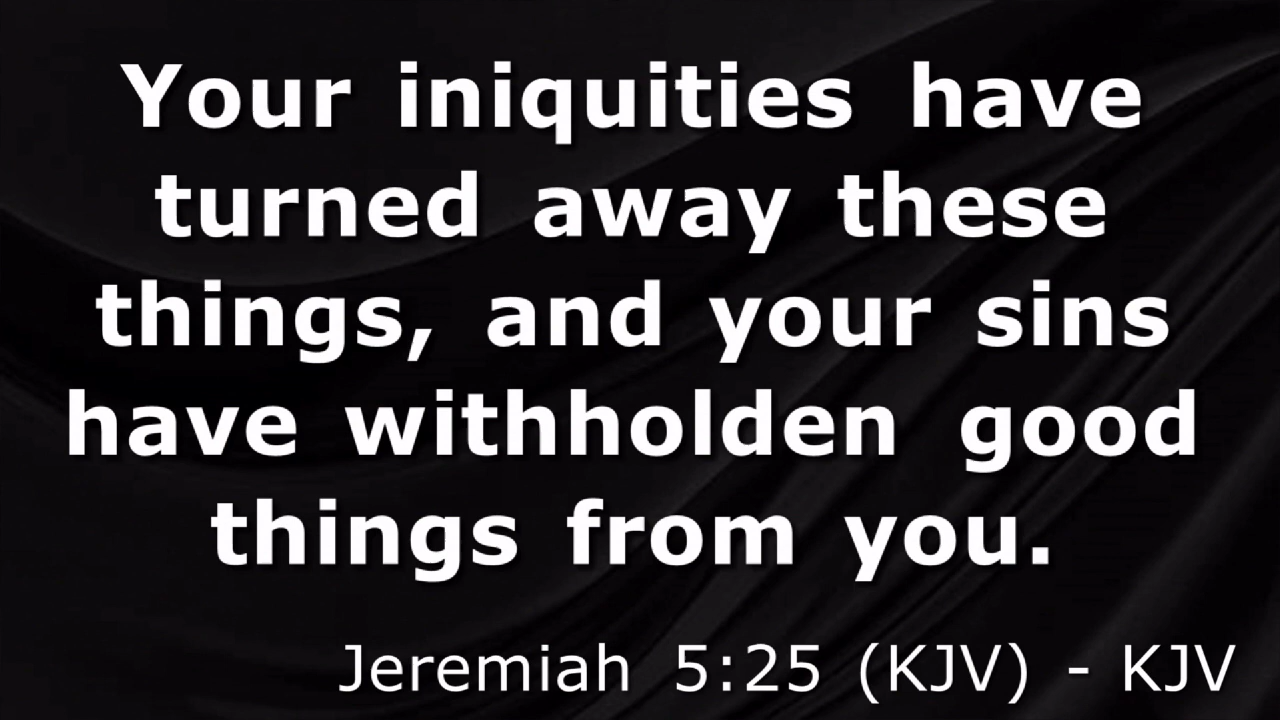 Your iniquities have
turned away these
things, and your sins
have withholden good
things from you.
Jeremiah 5:25 (KJV) - KJV